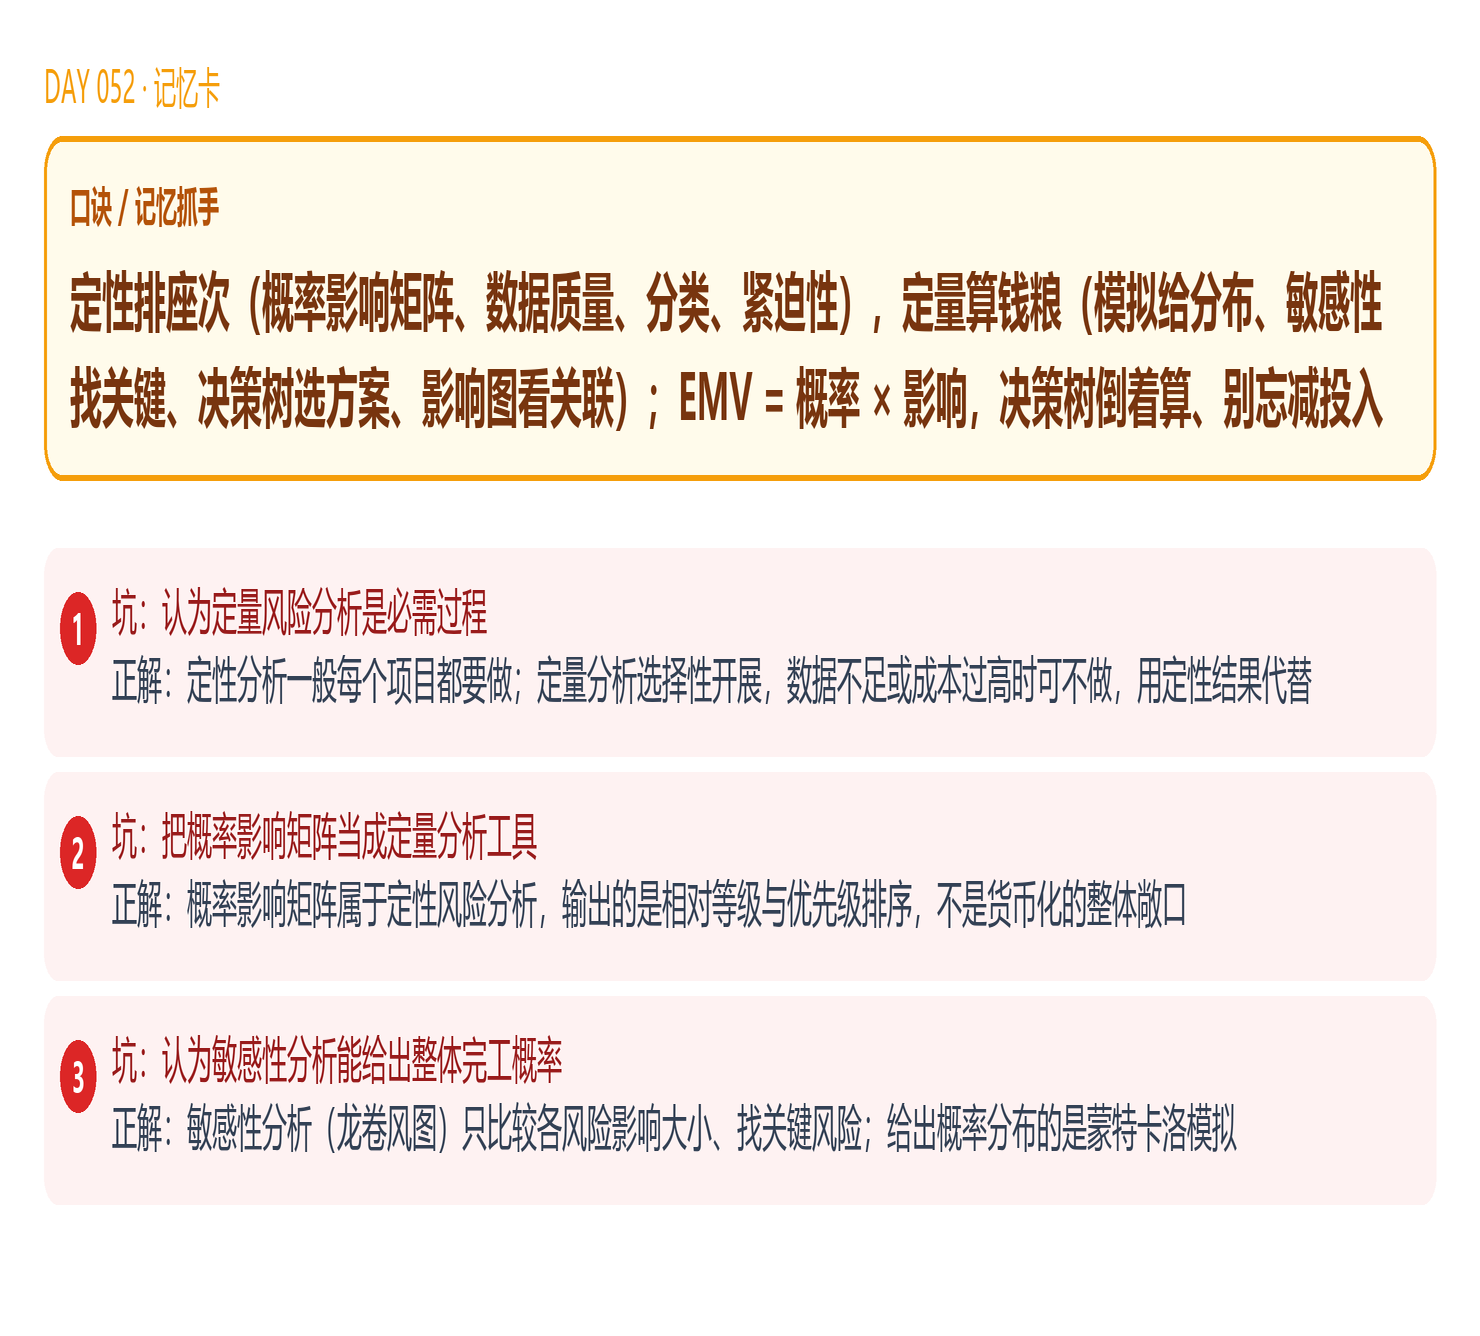 DAY 052 · 记忆卡
口诀 / 记忆抓手
定性排座次（概率影响矩阵、数据质量、分类、紧迫性），定量算钱粮（模拟给分布、敏感性
找关键、决策树选方案、影响图看关联）；EMV = 概率 × 影响，决策树倒着算、别忘减投入
1
坑：认为定量风险分析是必需过程
正解：定性分析一般每个项目都要做；定量分析选择性开展，数据不足或成本过高时可不做，用定性结果代替
2
坑：把概率影响矩阵当成定量分析工具
正解：概率影响矩阵属于定性风险分析，输出的是相对等级与优先级排序，不是货币化的整体敞口
3
坑：认为敏感性分析能给出整体完工概率
正解：敏感性分析（龙卷风图）只比较各风险影响大小、找关键风险；给出概率分布的是蒙特卡洛模拟